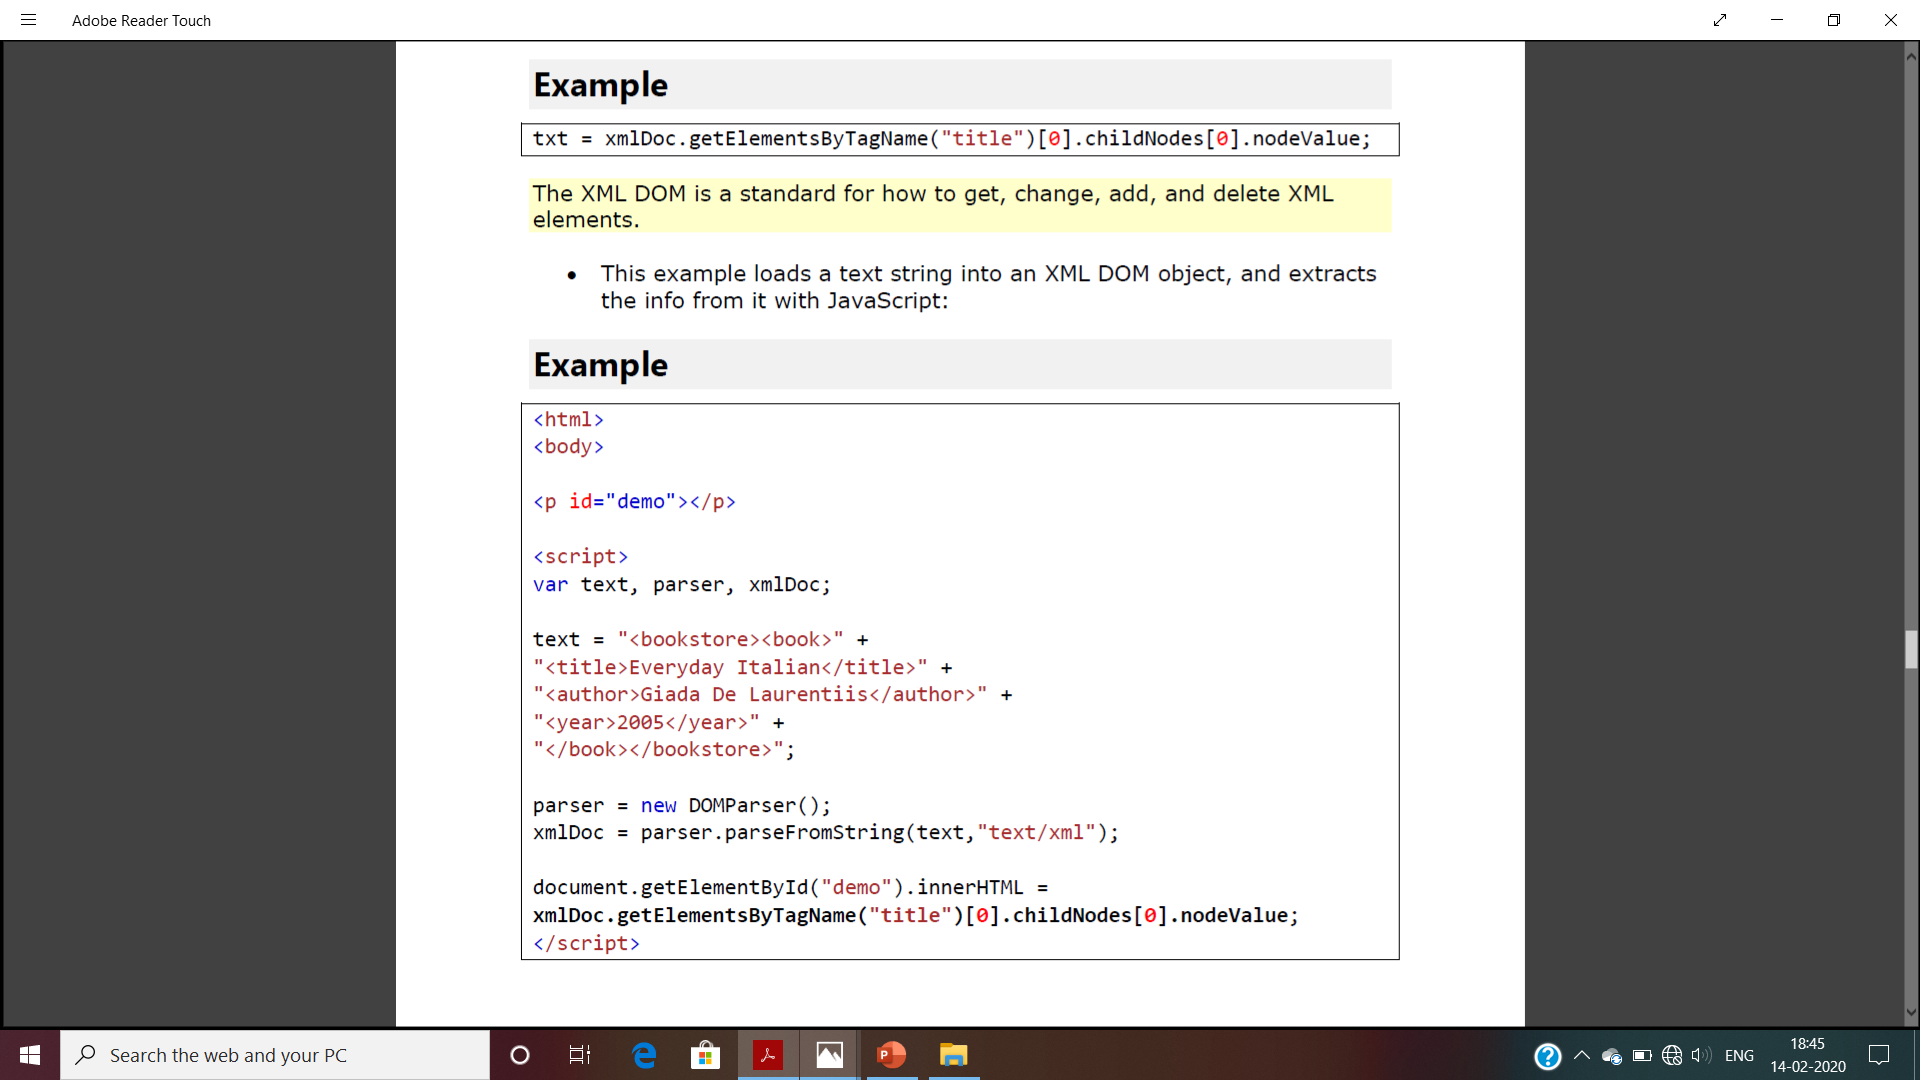 Adobe Reader Touch
Example
txt = xmlDoc.getElementsByTagName("title")[0].childNodes[0].nodeValue;
The XML DOM is a standard for how to get, change, add, and delete XML
elements.
• This example loads a text string into an XML DOM object, and extracts
the info from it with JavaScript:
Example
<html>
<body>
<p id="demo"></p>
<script>
var text, parser, xmlDoc;
text = "<bookstore><book>" +
"<title>Everyday Italian</title>" +
"<author>Giada De Laurentiis</author>" +
"<year>2005</year>" +
"</book></bookstore>";
parser = new DOMParser();
xmlDoc = parser.parseFromString(text,"text/xml");
document.getElementById("demo").innerHTML =
xmlDoc.getElementsByTagName("title")[0].childNodes[0].nodeValue;
</script>
Search the web and your PC
ENG
18:45
14-02-2020